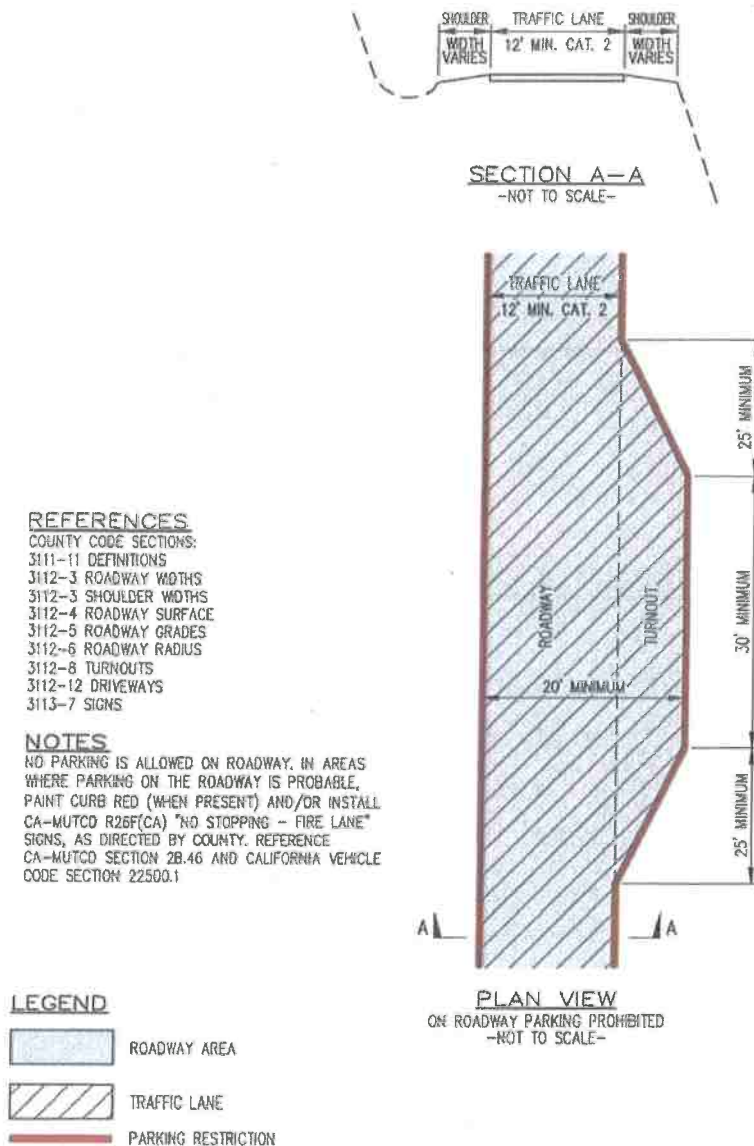 SHOULDER TRAFFIC LANE SHOULDER
WIDTH VARIES 12' MIN. CAT. 2 WIDTH VARIES
SECTION A-A
-NOT TO SCALE-
TRAFFIC LANE
12' MIN. CAT. 2
25' MINIMUM
ROADWAY
TURNOUT
30' MINIMUM
20' MINIMUM
25' MINIMUM
A A
PLAN VIEW
ON ROADWAY PARKING PROHIBITED
-NOT TO SCALE-
REFERENCES
COUNTY CODE SECTIONS:
3111-11 DEFINITIONS
3112-3 ROADWAY WIDTHS
3112-3 SHOULDER WIDTHS
3112-4 ROADWAY SURFACE
3112-5 ROADWAY GRADES
3112-6 ROADWAY RADIUS
3112-8 TURNOUTS
3112-12 DRIVEWAYS
3113-7 SIGNS
NOTES
NO PARKING IS ALLOWED ON ROADWAY. IN AREAS
WHERE PARKING ON THE ROADWAY IS PROBABLE,
PAINT CURB RED (WHEN PRESENT) AND/OR INSTALL
CA-MUTCD R26F(CA) "NO STOPPING - FIRE LANE"
SIGNS, AS DIRECTED BY COUNTY. REFERENCE
CA-MUTCD SECTION 2B.46 AND CALIFORNIA VEHICLE
CODE SECTION 22500.1
LEGEND
ROADWAY AREA
TRAFFIC LANE
PARKING RESTRICTION